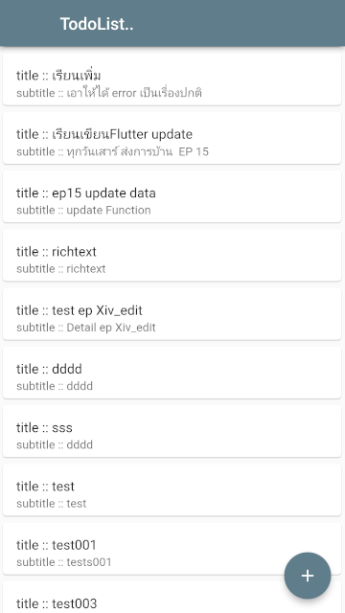 TodoList..
title :: เรียนเพิ่ม
subtitle :: เอาให้ได้ error เป็นเรื่องปกติ
title :: เรียนเขียนFlutter update
subtitle :: ทุกวันเสาร์ ส่งการบ้าน EP 15
title :: ep15 update data
subtitle :: update Function
title :: richtext
subtitle :: richtext
title :: test ep Xiv_edit
subtitle :: Detail ep Xiv_edit
title :: dddd
subtitle :: dddd
title :: sss
subtitle :: dddd
title :: test
subtitle :: test
title :: test001
subtitle :: tests001
title :: test003